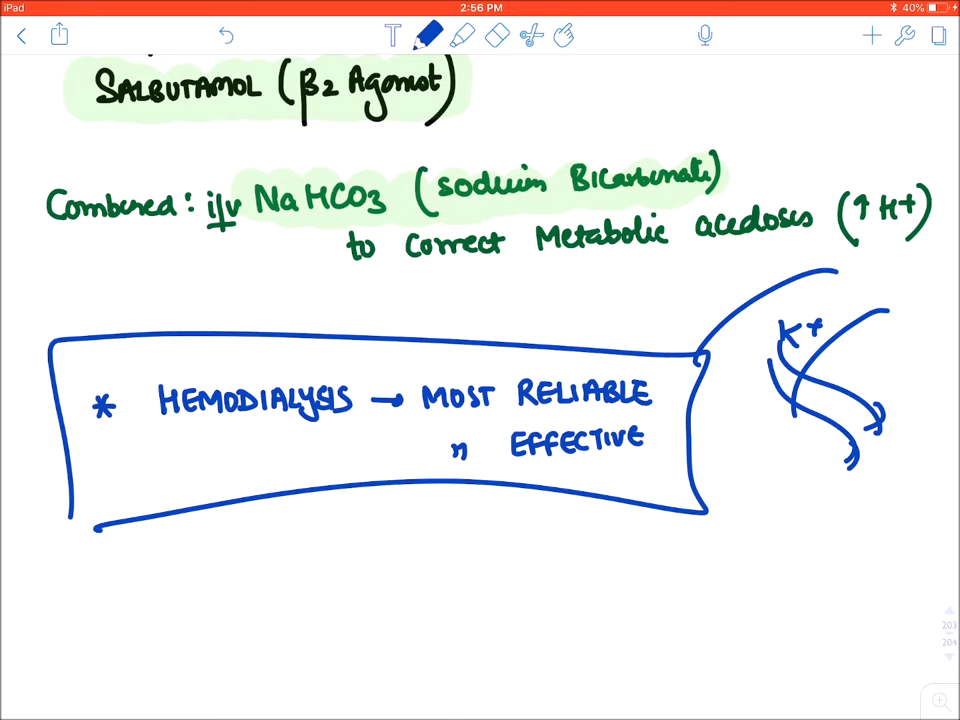 iPad 2:56 PM 40%
T
SALBUTAMOL (β2 Agonist)
Combined: i/v NaHCO3 (sodium Bicarbonate)
to correct Metabolic acedoses (↑ H+)
K+
* HEMODIALYSIS → MOST RELIABLE
" EFFECTIVE
203
204